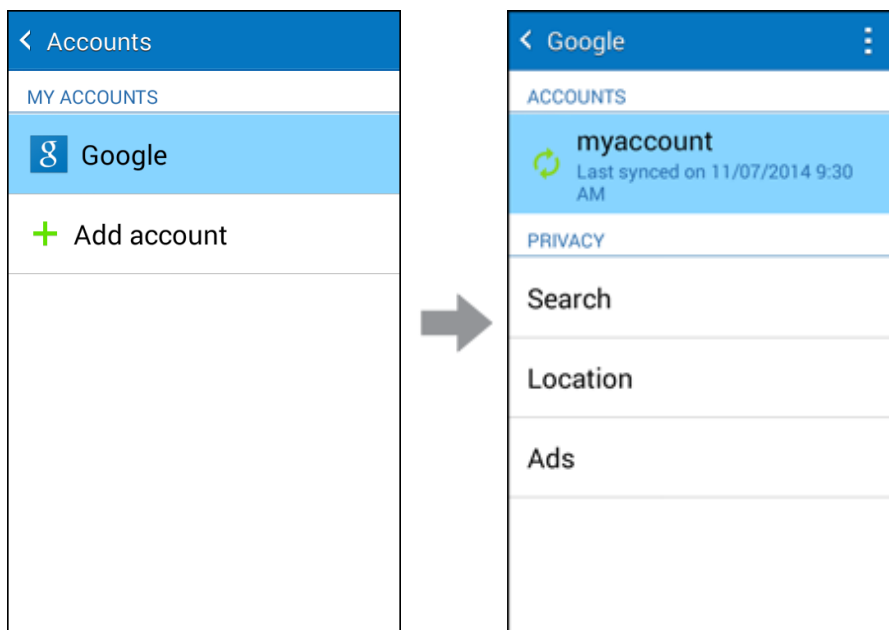 Accounts
MY ACCOUNTS
g Google
Add account
Google
ACCOUNTS
myaccount
Last synced on 11/07/2014 9:30
AM
PRIVACY
Search
Location
Ads